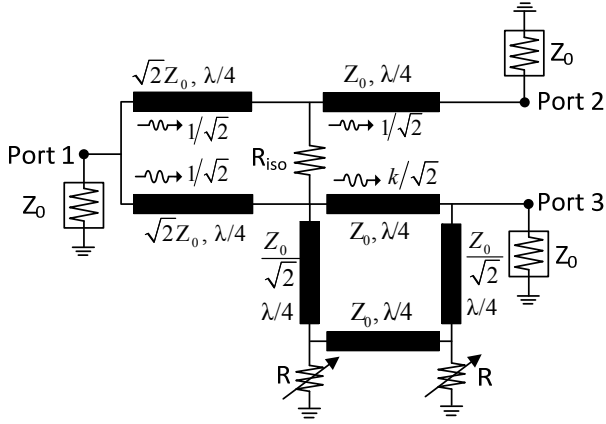 Z₀
√2Z₀, λ/4
Z₀, λ/4
Port 2
1/√2
1/√2
Port 1
1/√2
R_iso
k/√2
Port 3
Z₀
√2Z₀, λ/4
Z₀, λ/4
Z₀
Z₀/√2
λ/4
Z₀/√2
λ/4
Z₀, λ/4
R
R